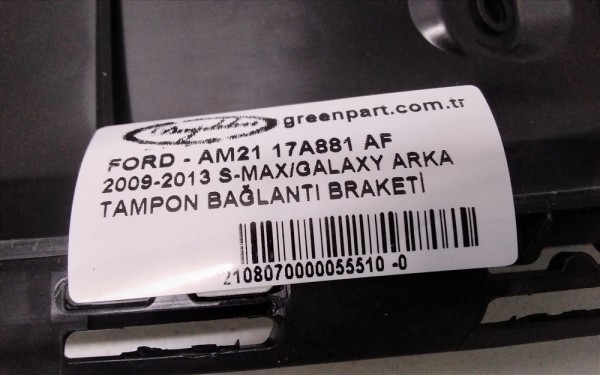 greenpart.com.tr
FORD - AM21 17A881 AF
2009-2013 S-MAX/GALAXY ARKA
TAMPON BAĞLANTI BRAKETİ
2108070000055510 -0